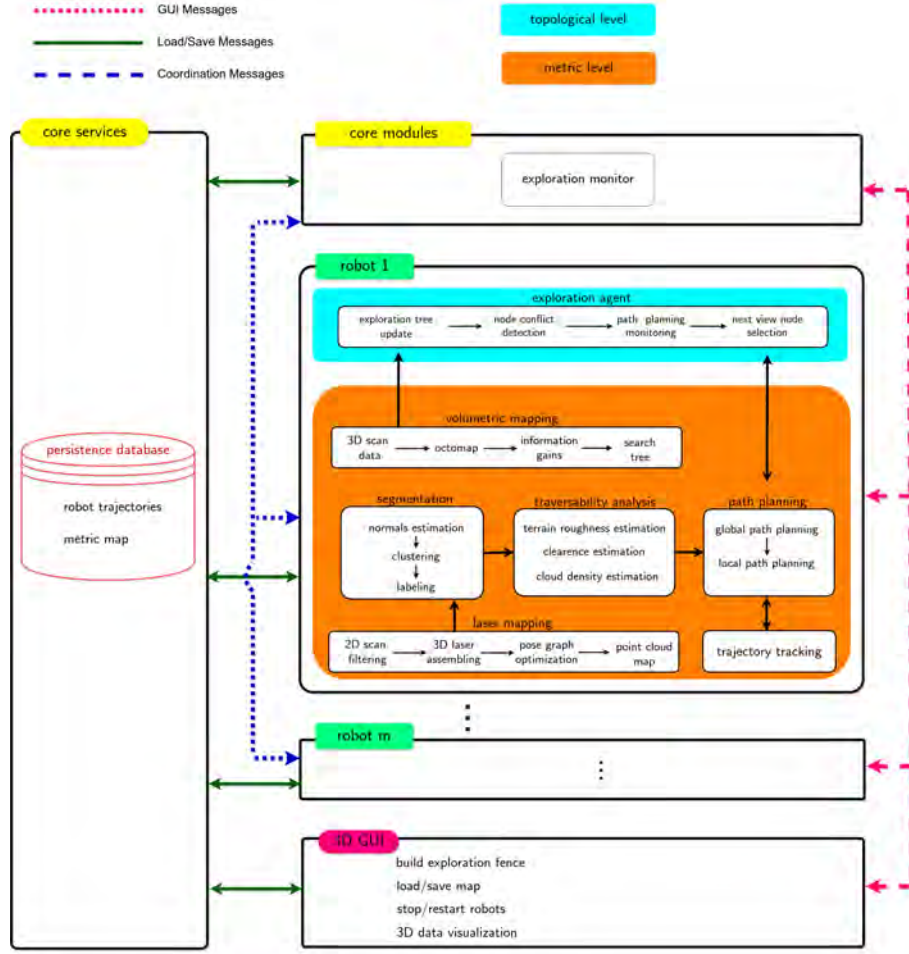 GUI Messages
Load/Save Messages
Coordination Messages
topological level
metric level
core services
core modules
exploration monitor
robot 1
exploration agent
exploration tree
update
node conflict
detection
path planning
monitoring
next view node
selection
volumetric mapping
3D scan
data
octomap
information
gains
search
tree
persistence database
robot trajectories
metric map
segmentation
normals estimation
clustering
labeling
traversability analysis
terrain roughness estimation
clearence estimation
cloud density estimation
path planning
global path planning
local path planning
laser mapping
2D scan
filtering
3D laser
assembling
pose graph
optimization
point cloud
map
trajectory tracking
robot m
3D GUI
build exploration fence
load/save map
stop/restart robots
3D data visualization